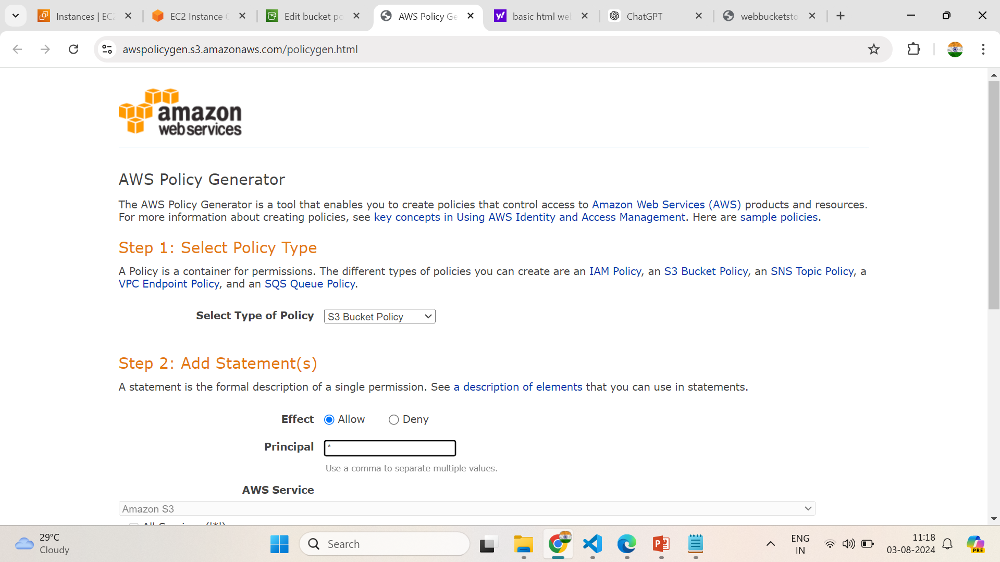 Instances | EC2
EC2 Instance C
Edit bucket po
AWS Policy Ge
basic html wel
ChatGPT
webbucketsto
awspolicygen.s3.amazonaws.com/policygen.html
amazon
webservices
AWS Policy Generator
The AWS Policy Generator is a tool that enables you to create policies that control access to Amazon Web Services (AWS) products and resources.
For more information about creating policies, see key concepts in Using AWS Identity and Access Management. Here are sample policies.
Step 1: Select Policy Type
A Policy is a container for permissions. The different types of policies you can create are an IAM Policy, an S3 Bucket Policy, an SNS Topic Policy, a
VPC Endpoint Policy, and an SQS Queue Policy.
Select Type of Policy S3 Bucket Policy
Step 2: Add Statement(s)
A statement is the formal description of a single permission. See a description of elements that you can use in statements.
Effect Allow Deny
Principal *
Use a comma to separate multiple values.
AWS Service
Amazon S3
29°C
Cloudy
Search
ENG
IN
11:18
03-08-2024
PRE